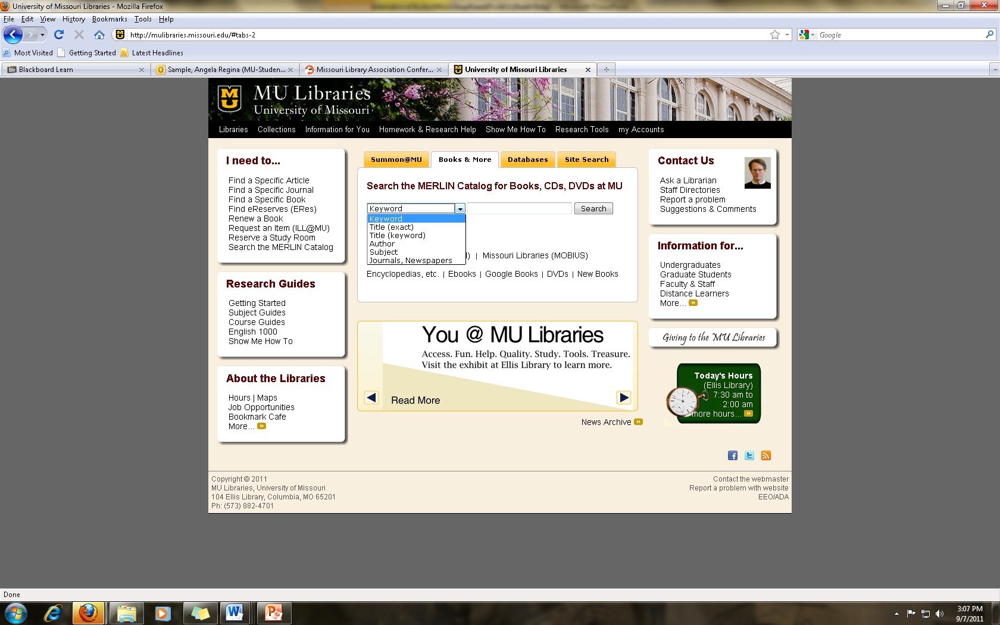 University of Missouri Libraries - Mozilla Firefox
File Edit View History Bookmarks Tools Help
http://mulibraries.missouri.edu/#tabs-2
Google
Most Visited Getting Started Latest Headlines
Bb Blackboard Learn
Sample, Angela Regina (MU-Studen...
Missouri Library Association Confer...
University of Missouri Libraries
MU Libraries
University of Missouri
Libraries Collections Information for You Homework & Research Help Show Me How To Research Tools my Accounts
I need to...
Find a Specific Article
Find a Specific Journal
Find a Specific Book
Find eReserves (ERes)
Renew a Book
Request an Item (ILL@MU)
Reserve a Study Room
Search the MERLIN Catalog
Research Guides
Getting Started
Subject Guides
Course Guides
English 1000
Show Me How To
About the Libraries
Hours | Maps
Job Opportunities
Bookmark Cafe
More...
Summon@MU Books & More Databases Site Search
Search the MERLIN Catalog for Books, CDs, DVDs at MU
Keyword Search
Keyword
Title (exact)
Title (keyword)
Author
Subject
Journals, Newspapers
) | Missouri Libraries (MOBIUS)
Encyclopedias, etc. | Ebooks | Google Books | DVDs | New Books
You @ MU Libraries
Access. Fun. Help. Quality. Study. Tools. Treasure.
Visit the exhibit at Ellis Library to learn more.
Read More
News Archive
Contact Us
Ask a Librarian
Staff Directories
Report a problem
Suggestions & Comments
Information for...
Undergraduates
Graduate Students
Faculty & Staff
Distance Learners
More...
Giving to the MU Libraries
Today's Hours
(Ellis Library)
7:30 am to
2:00 am
more hours...
Copyright © 2011
MU Libraries, University of Missouri
104 Ellis Library, Columbia, MO 65201
Ph: (573) 882-4701
Contact the webmaster
Report a problem with website
EEO/ADA
Done
3:07 PM
9/7/2011